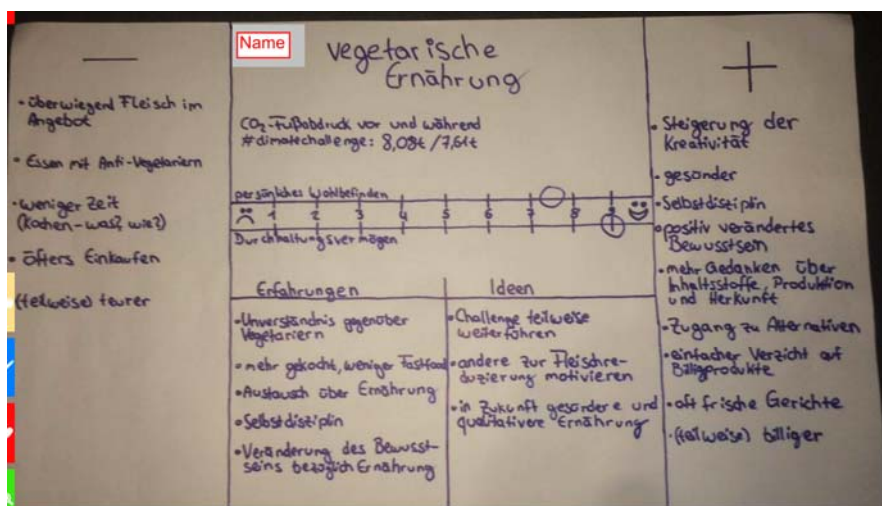 Name
Vegetarische
Ernährung
CO₂-Fußabdruck vor und während
#climatechallenge: 8,08t / 7,61t
persönliches Wohlbefinden
1 2 3 4 5 6 7 8 9
Durchhaltungsvermögen
—
• überwiegend Fleisch im
Angebot
• Essen mit Anti-Vegetariern
• weniger Zeit
(Kochen-was? wie?)
• öfters Einkaufen
(teilweise) teurer
Erfahrungen
• Unverständnis gegenüber
Vegetariern
• mehr gekocht, weniger Fastfood
• Austausch über Ernährung
• Selbstdisziplin
• Veränderung des Bewusst-
seins bezüglich Ernährung
Ideen
• Challenge teilweise
weiterführen
• andere zur Fleischre-
duzierung motivieren
• in Zukunft gesündere und
qualitativere Ernährung
+
• Steigerung der
Kreativität
• gesünder
• Selbstdisziplin
• positiv verändertes
Bewusstsein
• mehr Gedanken über
Inhaltsstoffe, Produktion
und Herkunft
• Zugang zu Alternativen
• einfacher Verzicht auf
Billigprodukte
• oft frische Gerichte
• (teilweise) billiger